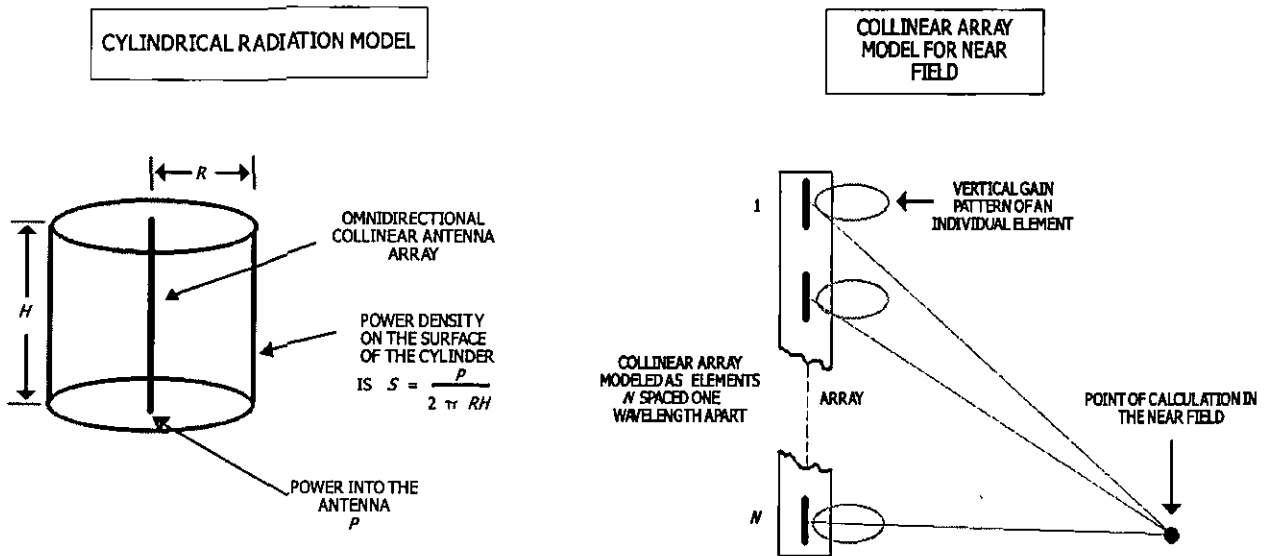 CYLINDRICAL RADIATION MODEL
R
H
OMNIDIRECTIONAL
COLLINEAR ANTENNA
ARRAY
POWER DENSITY
ON THE SURFACE
OF THE CYLINDER
IS S = P / 2 π RH
POWER INTO THE
ANTENNA
P
COLLINEAR ARRAY
MODEL FOR NEAR
FIELD
1
VERTICAL GAIN
PATTERN OF AN
INDIVIDUAL ELEMENT
COLLINEAR ARRAY
MODELED AS ELEMENTS
N SPACED ONE
WAVELENGTH APART
ARRAY
POINT OF CALCULATION IN
THE NEAR FIELD
N